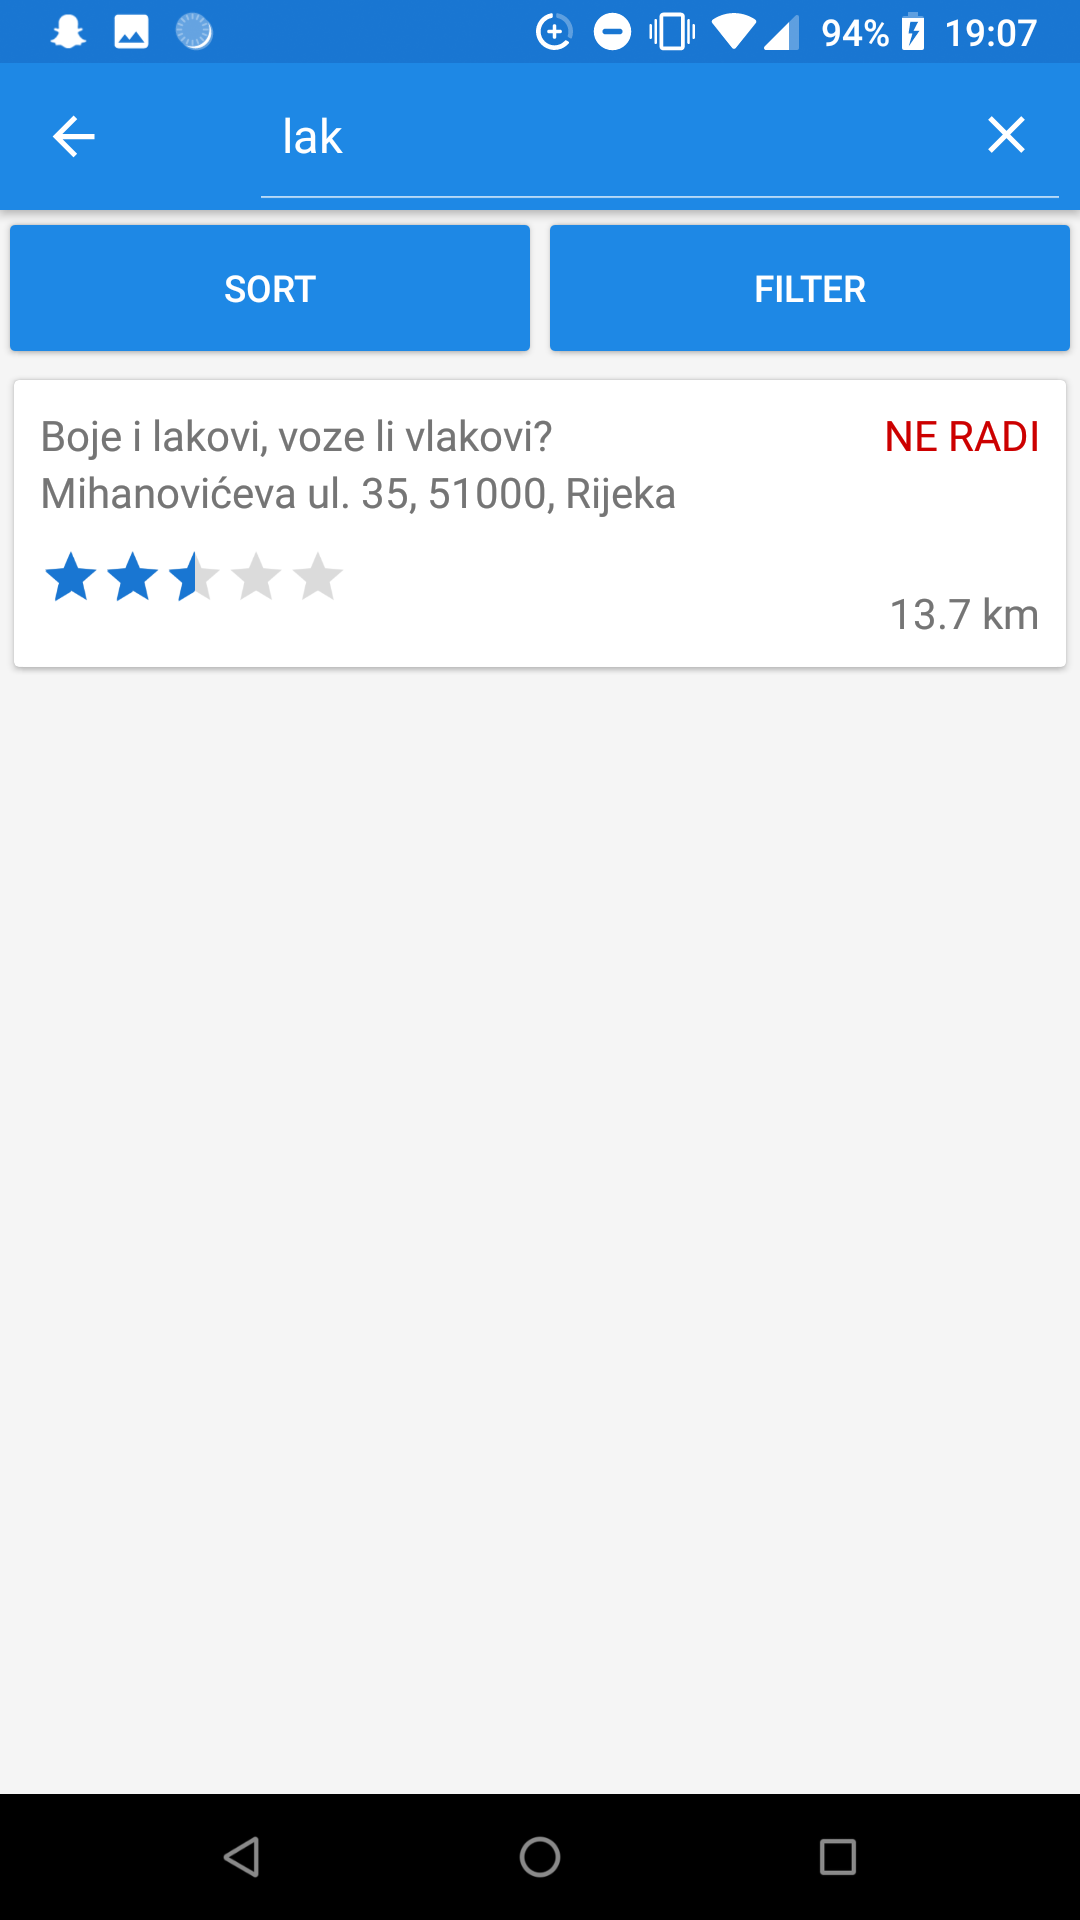 94% 19:07
lak
SORT FILTER
Boje i lakovi, voze li vlakovi? NE RADI
Mihanovićeva ul. 35, 51000, Rijeka
13.7 km